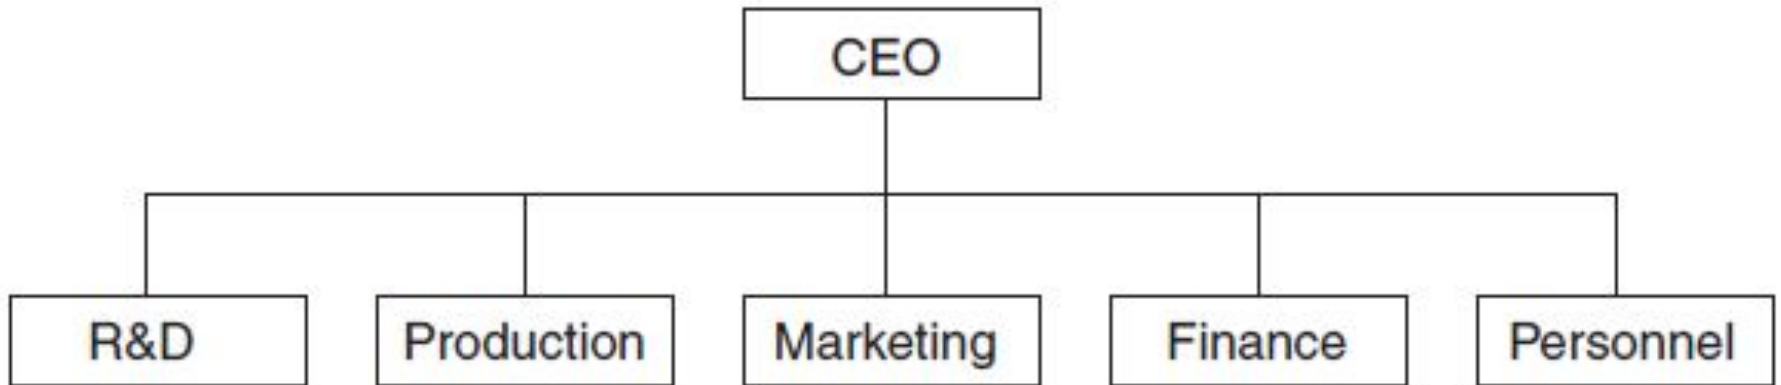 CEO
R&D
Production
Marketing
Finance
Personnel